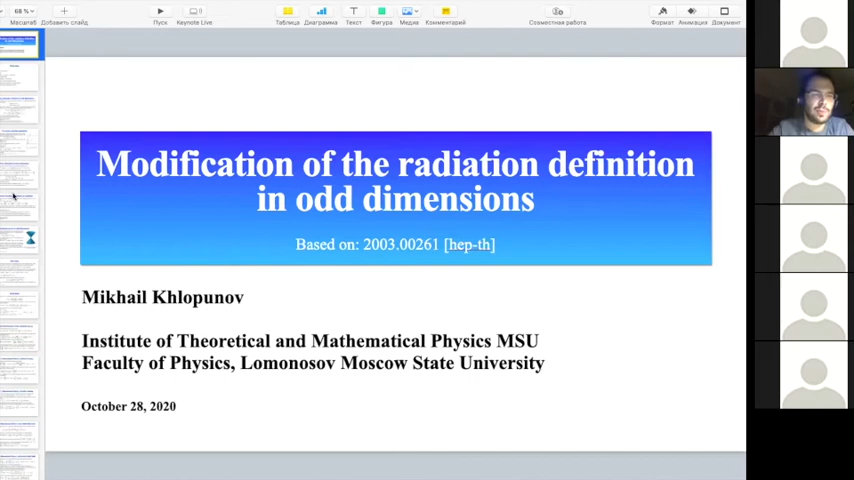 68 %
Масштаб
Добавить слайд
Пуск
Keynote Live
Таблица
Диаграмма
Текст
Фигура
Медиа
Комментарий
Совместная работа
Формат
Анимация
Документ
Modification of the radiation definition
in odd dimensions
Based on: 2003.00261 [hep-th]
Mikhail Khlopunov
Institute of Theoretical and Mathematical Physics MSU
Faculty of Physics, Lomonosov Moscow State University
October 28, 2020